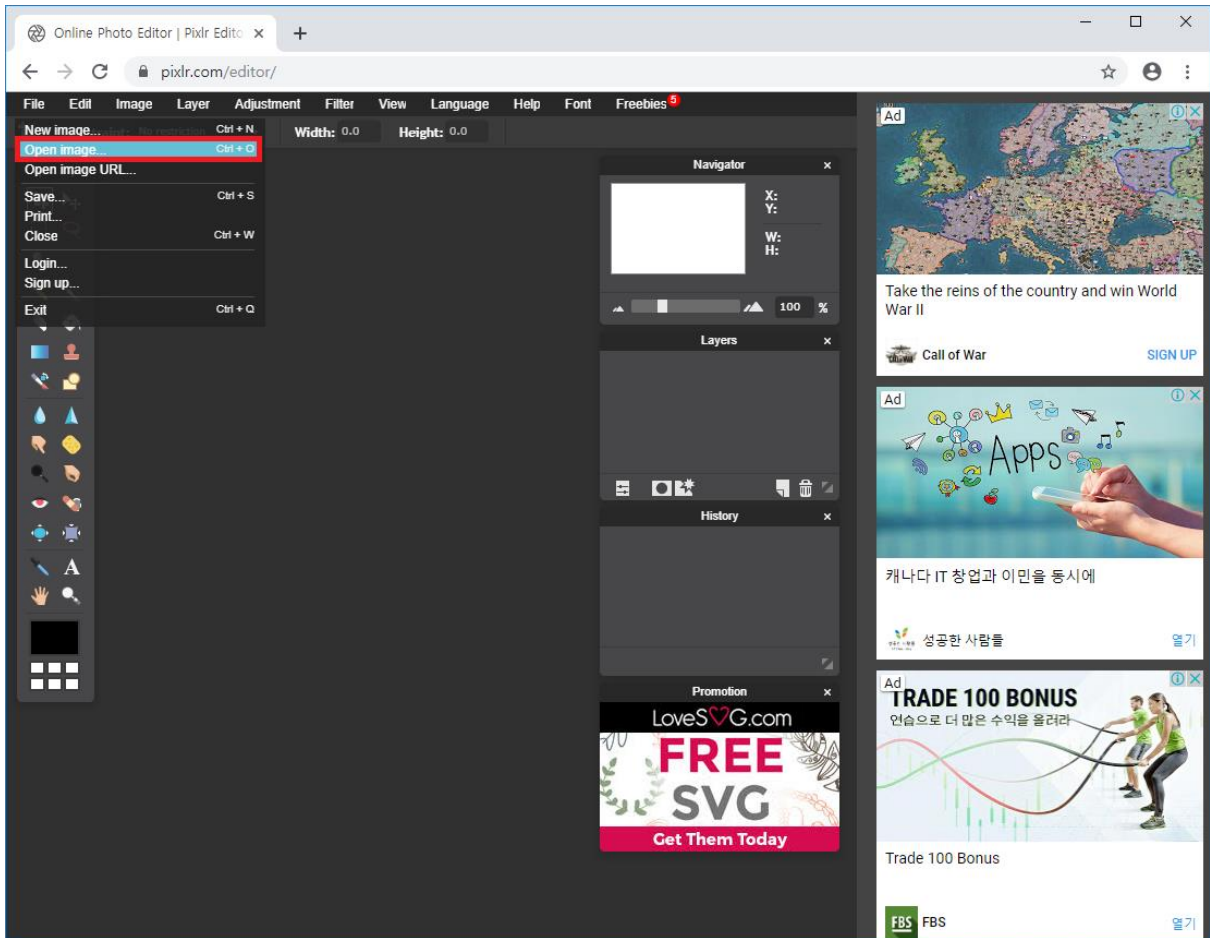 Online Photo Editor | Pixlr Edito
pixlr.com/editor/
File Edit Image Layer Adjustment Filter View Language Help Font Freebies 5
Width: 0.0 Height: 0.0
New image... Ctrl + N
Open image... Ctrl + O
Open image URL...
Save... Ctrl + S
Print...
Close Ctrl + W
Login...
Sign up...
Exit Ctrl + Q
A
Navigator
X:
Y:
W:
H:
100 %
Layers
History
Promotion
LoveSVG.com
FREE
SVG
Get Them Today
Ad
Take the reins of the country and win World
War II
Call of War SIGN UP
Ad
Apps
캐나다 IT 창업과 이민을 동시에
성공한 사람들 열기
Ad
TRADE 100 BONUS
연습으로 더 많은 수익을 올려라
Trade 100 Bonus
FBS FBS 열기